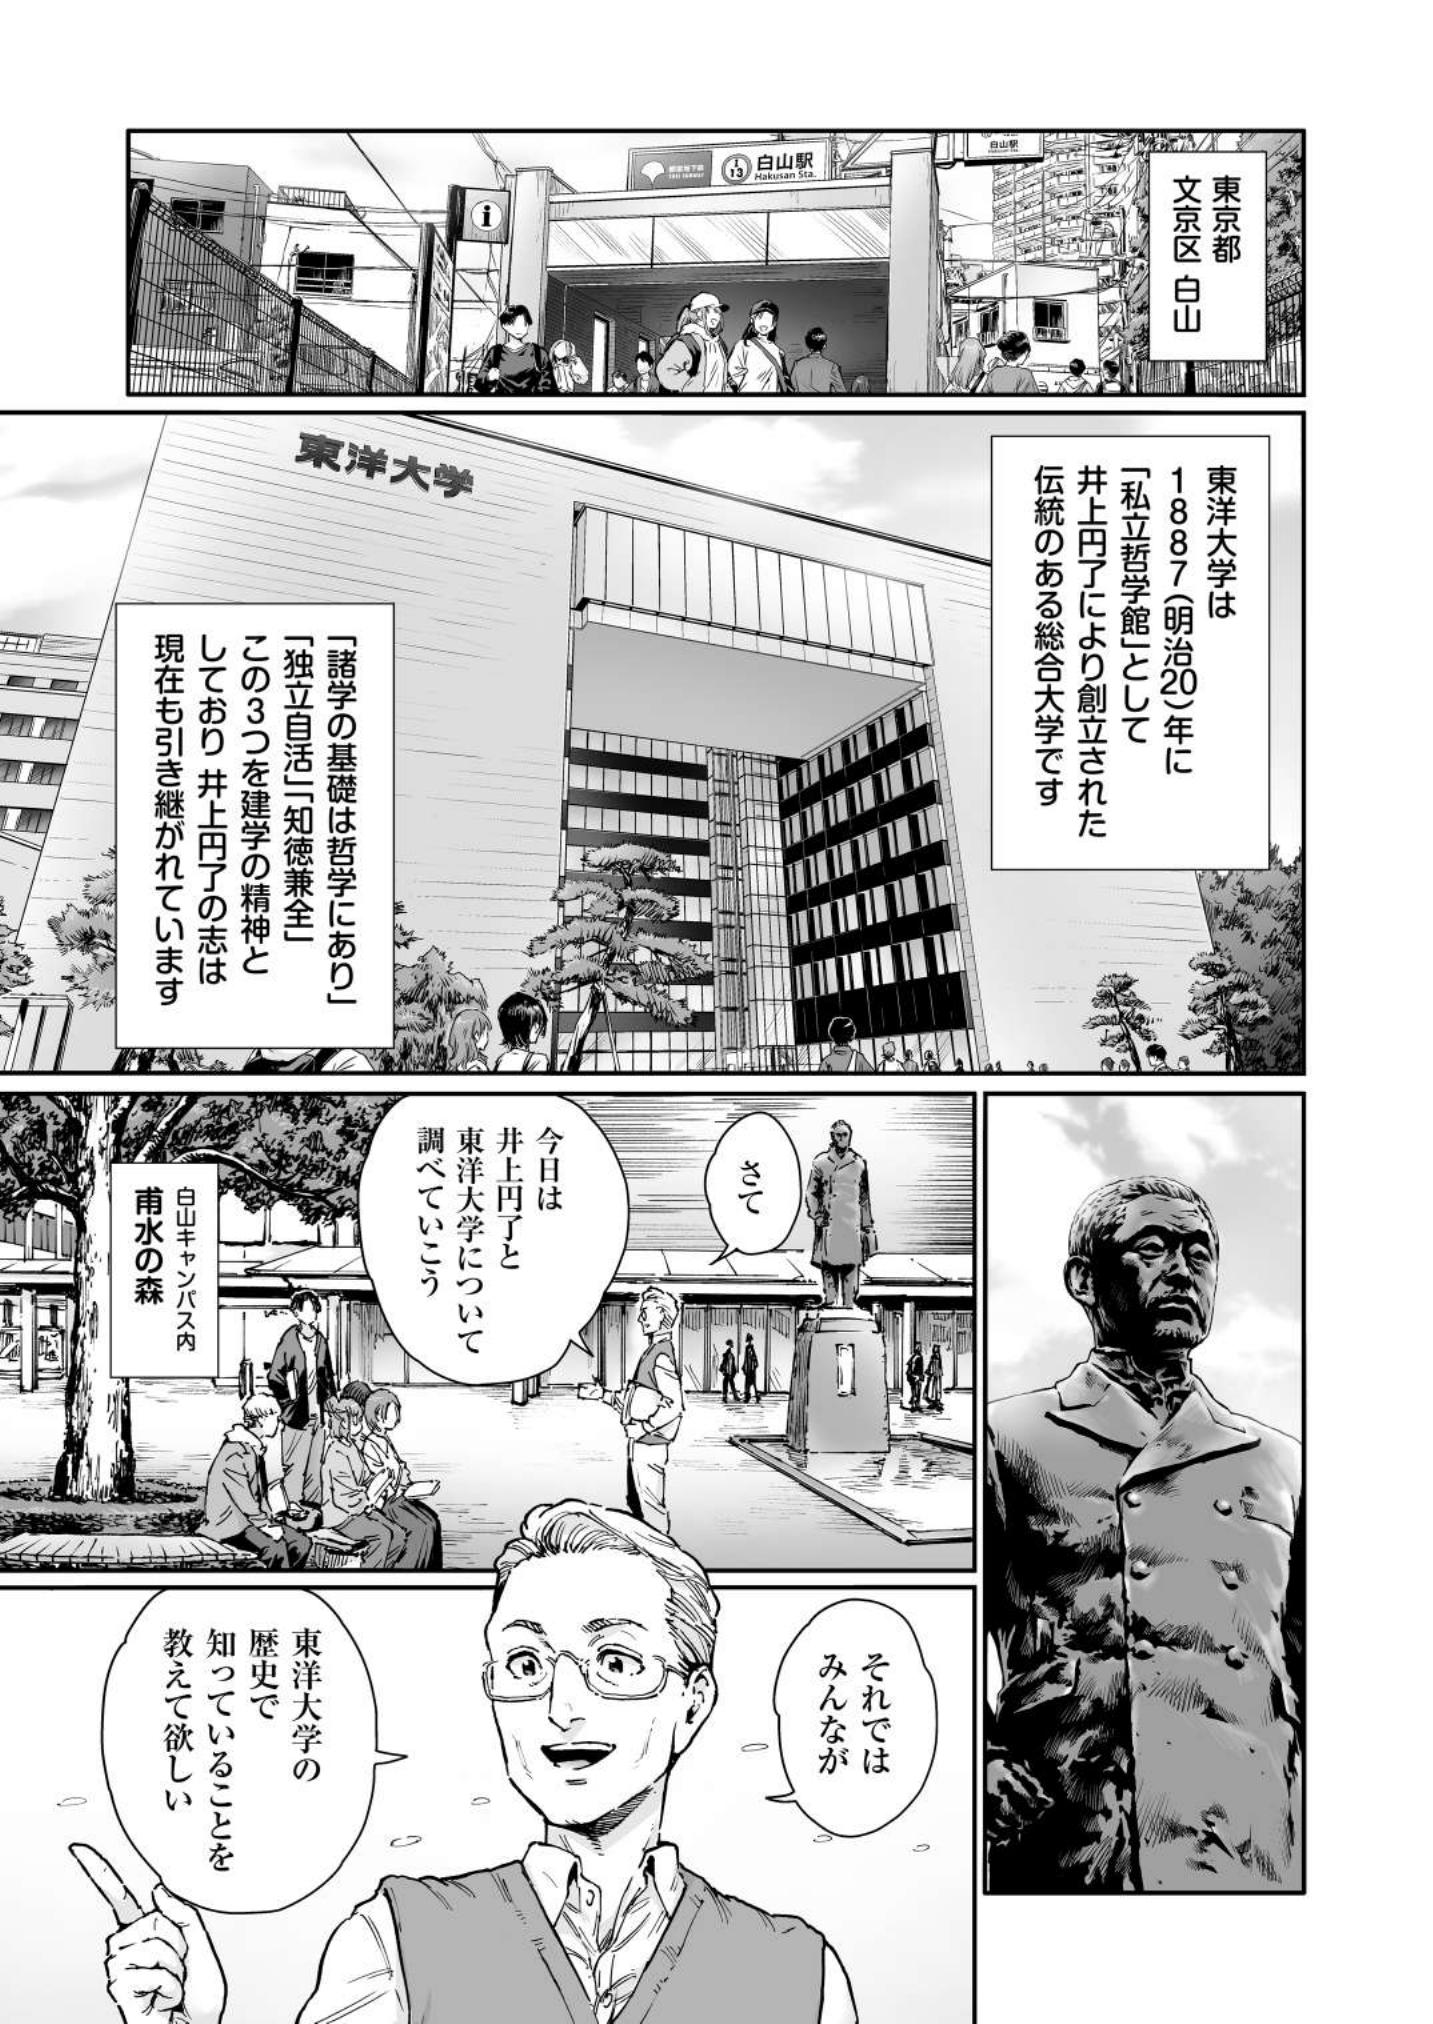 白山駅
都営地下鉄
I
13
白山駅
Hakusan Sta.
i
東京都
文京区 白山
東洋大学
東洋大学は
1887(明治20)年に
「私立哲学館」として
井上円了により創立された
伝統のある総合大学です
「諸学の基礎は哲学にあり」
「独立自活」「知徳兼全」
この3つを建学の精神と
しており 井上円了の志は
現在も引き継がれています
さて
今日は
井上円了と
東洋大学について
調べていこう
白山キャンパス内
甫水の森
それでは
みんなが
東洋大学の
歴史で
知っていることを
教えて欲しい